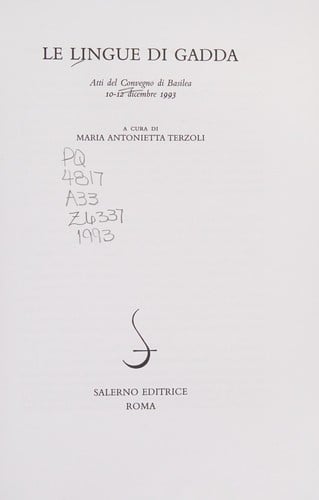 LE LINGUE DI GADDA
Atti del Convegno di Basilea
10-12 dicembre 1993
A CURA DI
MARIA ANTONIETTA TERZOLI
PQ
4817
A33
Z6337
1993
SALERNO EDITRICE
ROMA